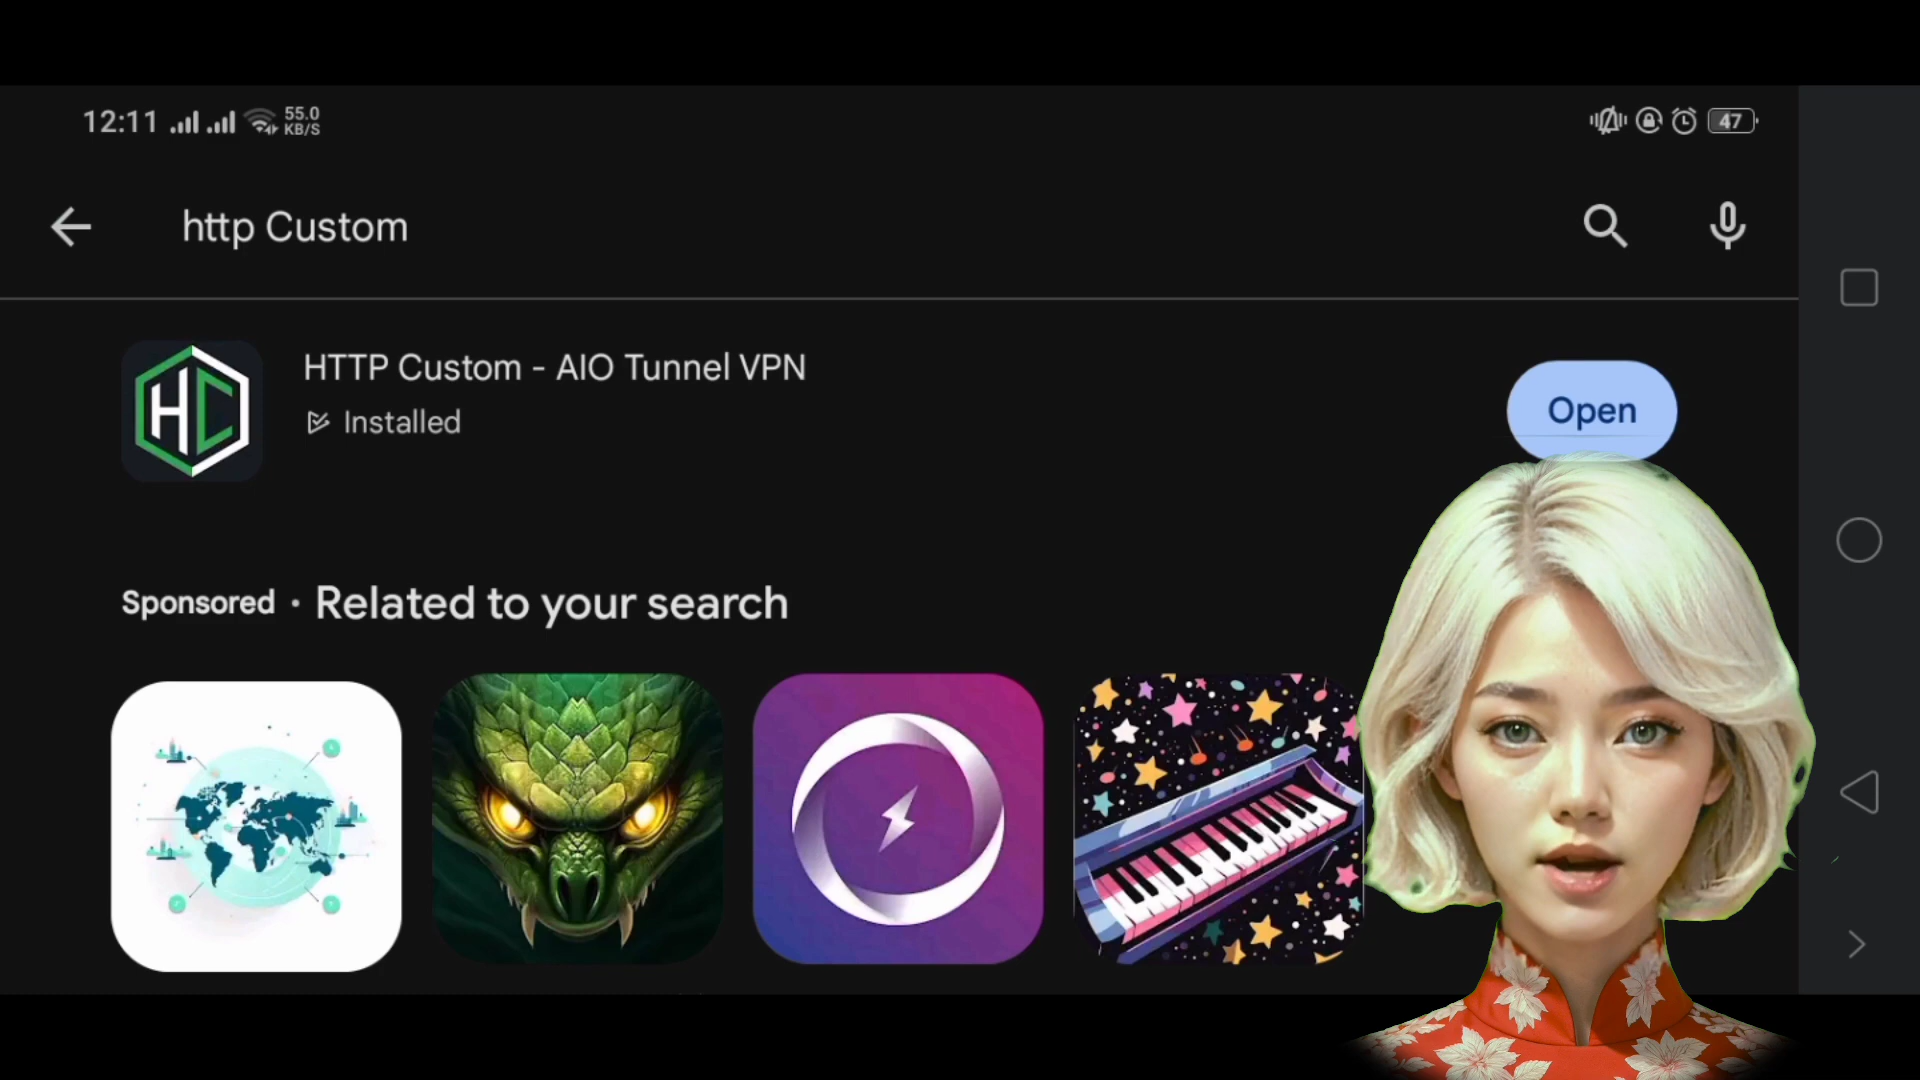 12:11 55.0 KB/S 47
http Custom
HC
HTTP Custom - AIO Tunnel VPN
Installed
Open
Sponsored • Related to your search